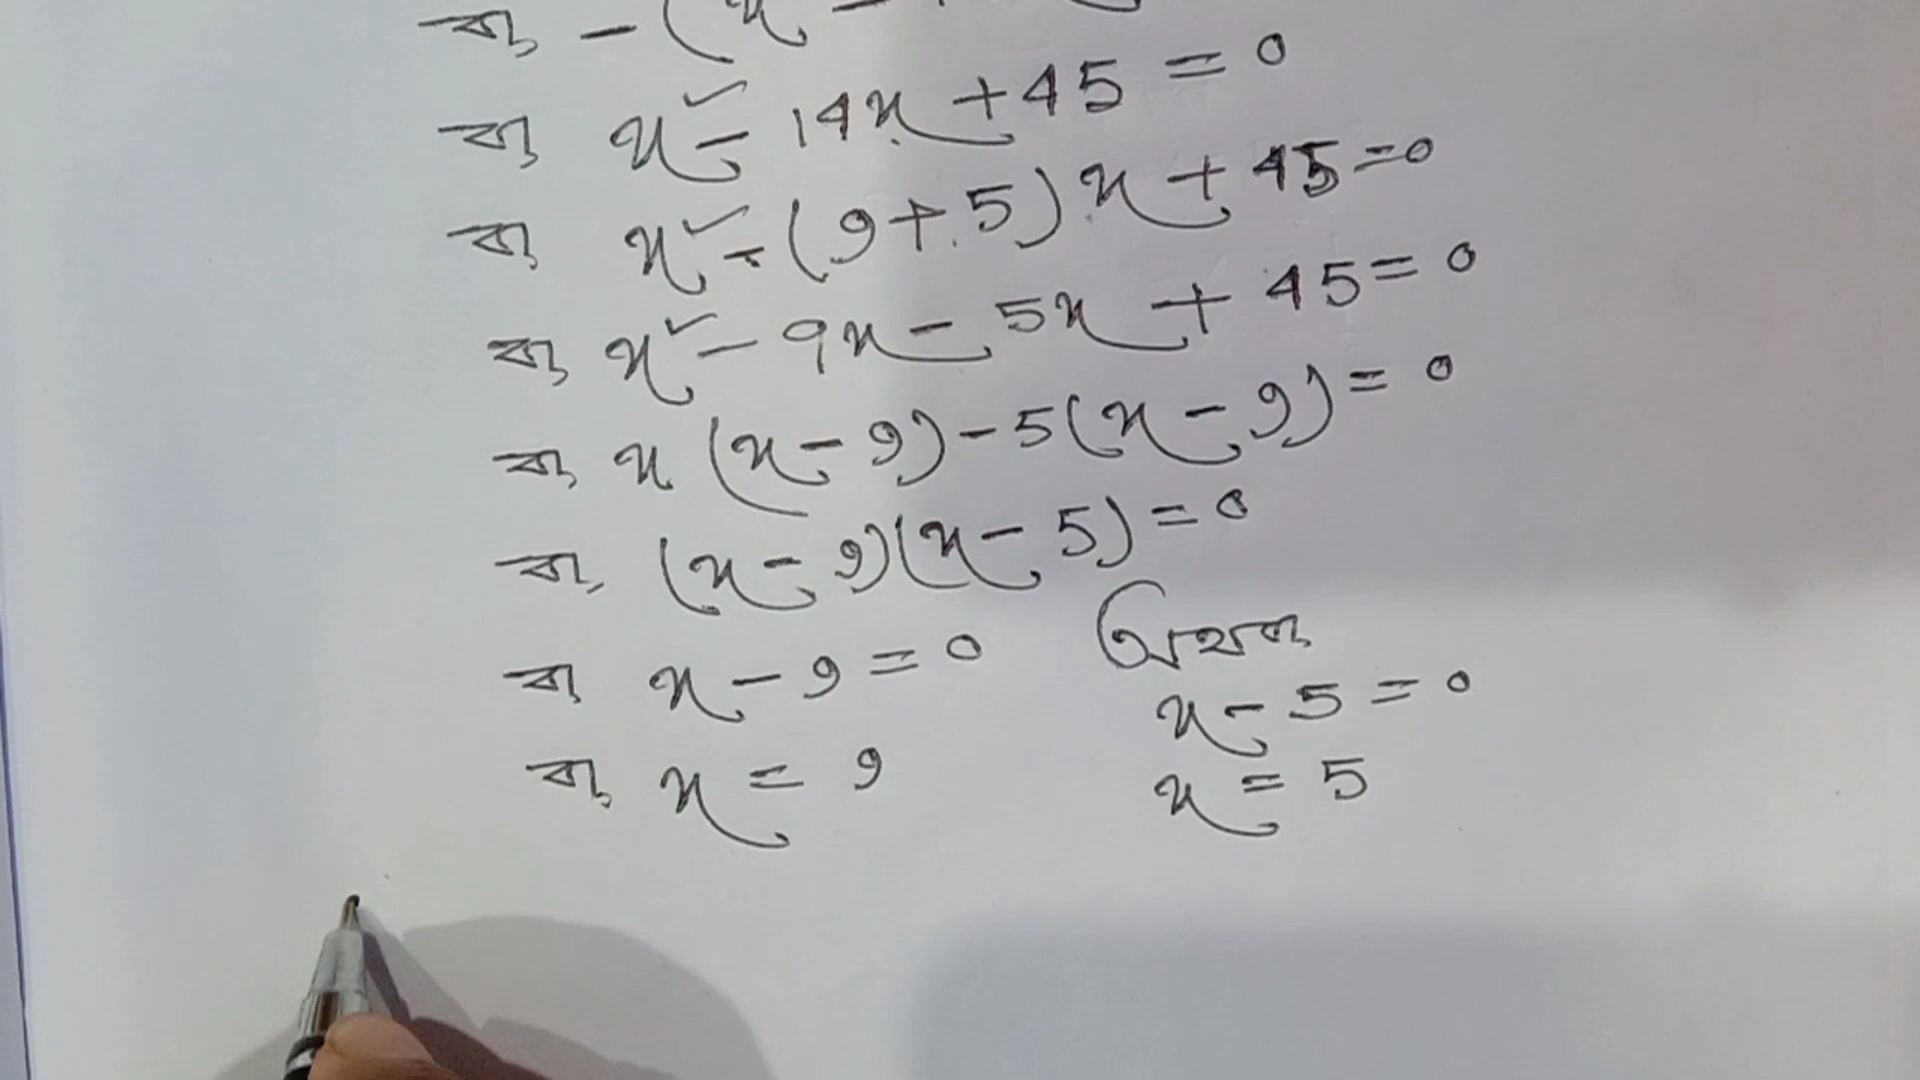 বা - (x -
বা x² - 14x + 45 = 0
বা x² - (9 + 5) x + 45 = 0
বা x² - 9x - 5x + 45 = 0
বা x (x - 9) - 5 (x - 9) = 0
বা, (x - 9) (x - 5) = 0
বা x - 9 = 0 অথবা
x - 5 = 0
বা, x = 9 x = 5